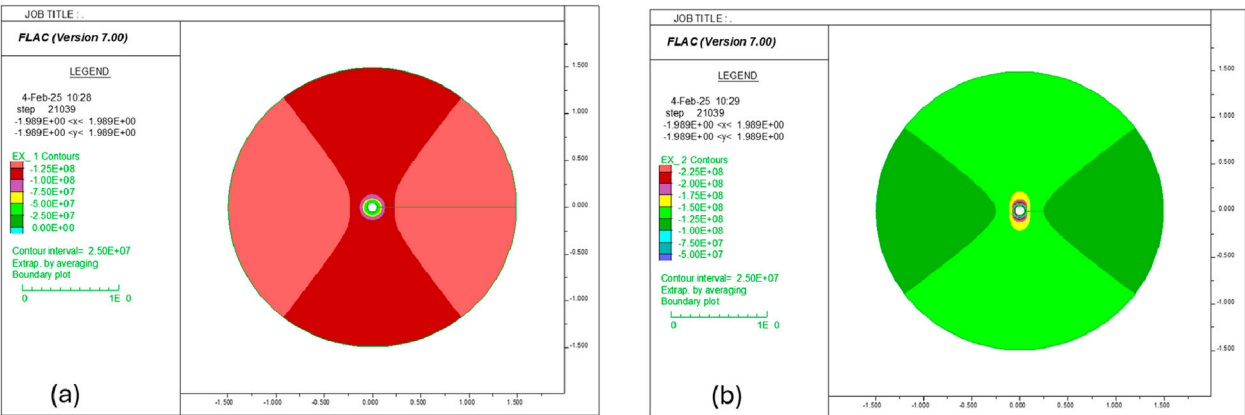 JOB TITLE : .
FLAC (Version 7.00)
LEGEND
4-Feb-25 10:28
step 21039
-1.989E+00 <x< 1.989E+00
-1.989E+00 <y< 1.989E+00
EX_ 1 Contours
-1.25E+08
-1.00E+08
-7.50E+07
-5.00E+07
-2.50E+07
0.00E+00
Contour interval= 2.50E+07
Extrap. by averaging
Boundary plot
0 1E 0
(a)
1.500
1.000
0.500
0.000
-0.500
-1.000
-1.500
-1.500 -1.000 -0.500 0.000 0.500 1.000 1.500
JOB TITLE : .
FLAC (Version 7.00)
LEGEND
4-Feb-25 10:29
step 21039
-1.989E+00 <x< 1.989E+00
-1.989E+00 <y< 1.989E+00
EX_ 2 Contours
-2.25E+08
-2.00E+08
-1.75E+08
-1.50E+08
-1.25E+08
-1.00E+08
-7.50E+07
-5.00E+07
Contour interval= 2.50E+07
Extrap. by averaging
Boundary plot
0 1E 0
(b)
1.500
1.000
0.500
0.000
-0.500
-1.000
-1.500
-1.500 -1.000 -0.500 0.000 0.500 1.000 1.500